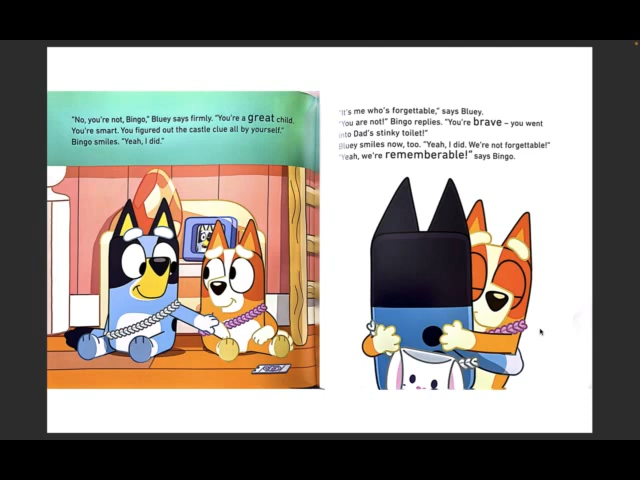 "No, you're not, Bingo," Bluey says firmly. "You're a great child.
You're smart. You figured out the castle clue all by yourself."
Bingo smiles. "Yeah, I did."
"It's me who's forgettable," says Bluey.
"You are not!" Bingo replies. "You're brave – you went
into Dad's stinky toilet!"
Bluey smiles now, too. "Yeah, I did. We're not forgettable!"
"Yeah, we're rememberable!" says Bingo.